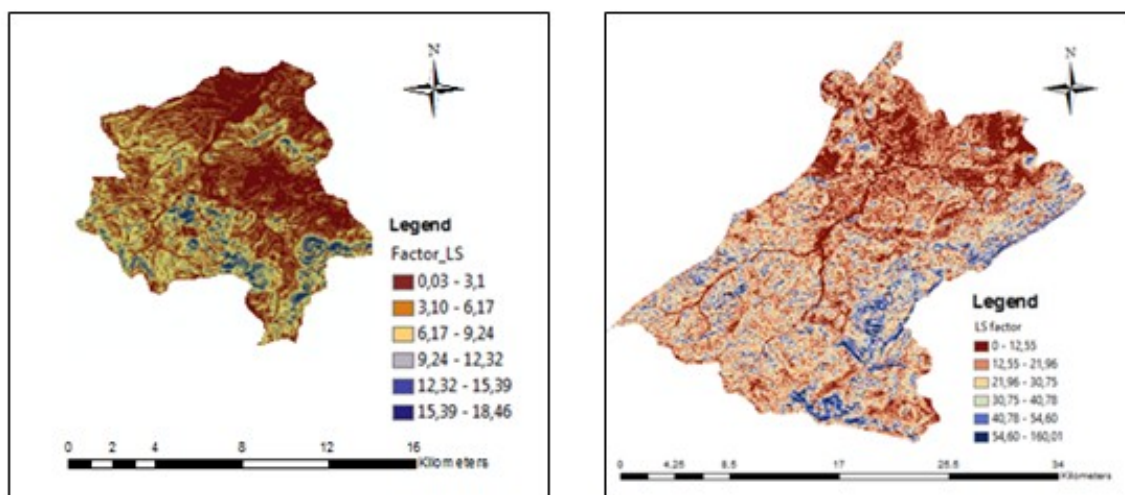 N
Legend
Factor_LS
0,03 - 3,1
3,10 - 6,17
6,17 - 9,24
9,24 - 12,32
12,32 - 15,39
15,39 - 18,46
0 2 4 8 12 16
Kilometers
N
Legend
LS factor
0 - 12,55
12,55 - 21,96
21,96 - 30,75
30,75 - 40,78
40,78 - 54,60
54,60 - 160,01
0 4.25 8.5 17 25.5 34
Kilometers